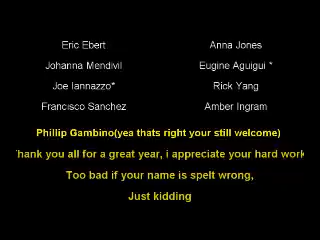 Eric Ebert Anna Jones
Johanna Mendivil Eugine Aguigui *
Joe Iannazzo* Rick Yang
Francisco Sanchez Amber Ingram
Phillip Gambino(yea thats right your still welcome)
Thank you all for a great year, i appreciate your hard work
Too bad if your name is spelt wrong,
Just kidding